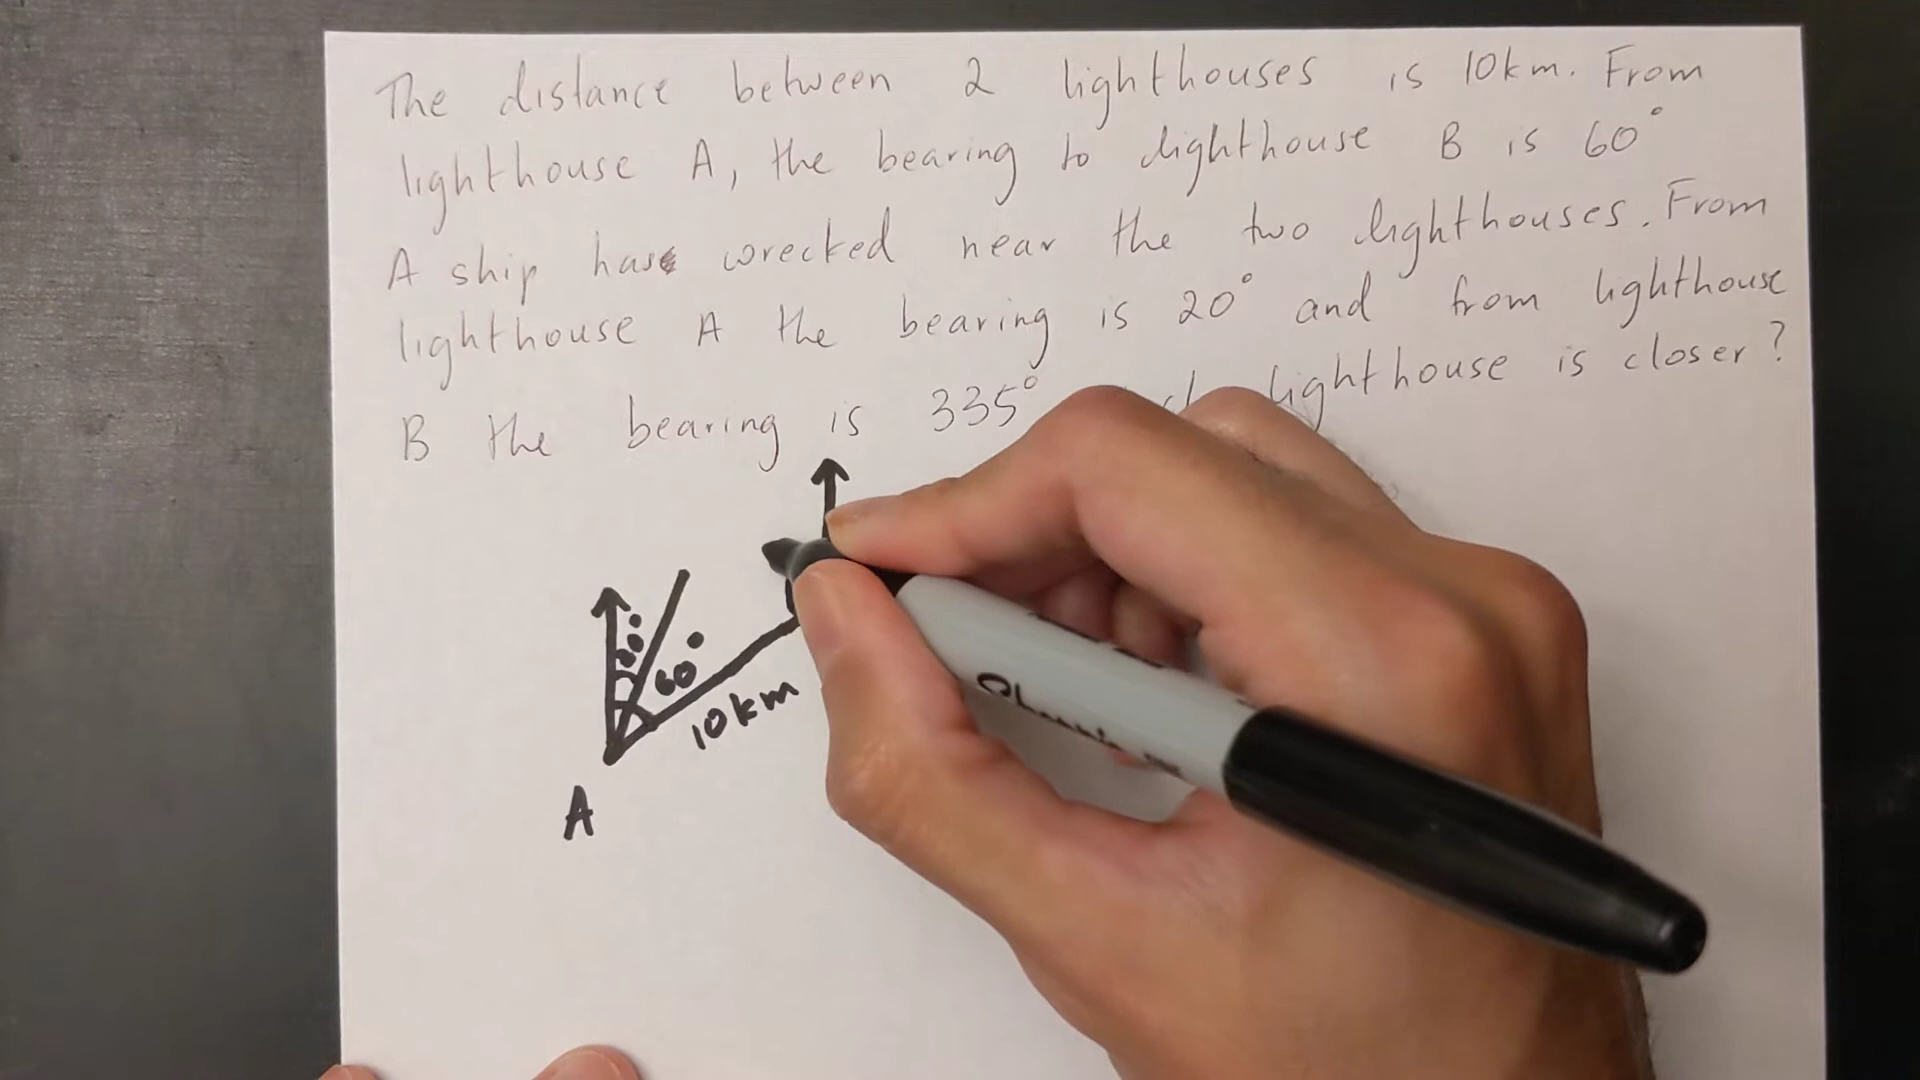 The distance between 2 lighthouses is 10km. From
lighthouse A, the bearing to lighthouse B is 60°
A ship has wrecked near the two lighthouses. From
lighthouse A the bearing is 20° and from lighthouse
B the bearing is 335° lighthouse is closer?
20°
60°
10km
A